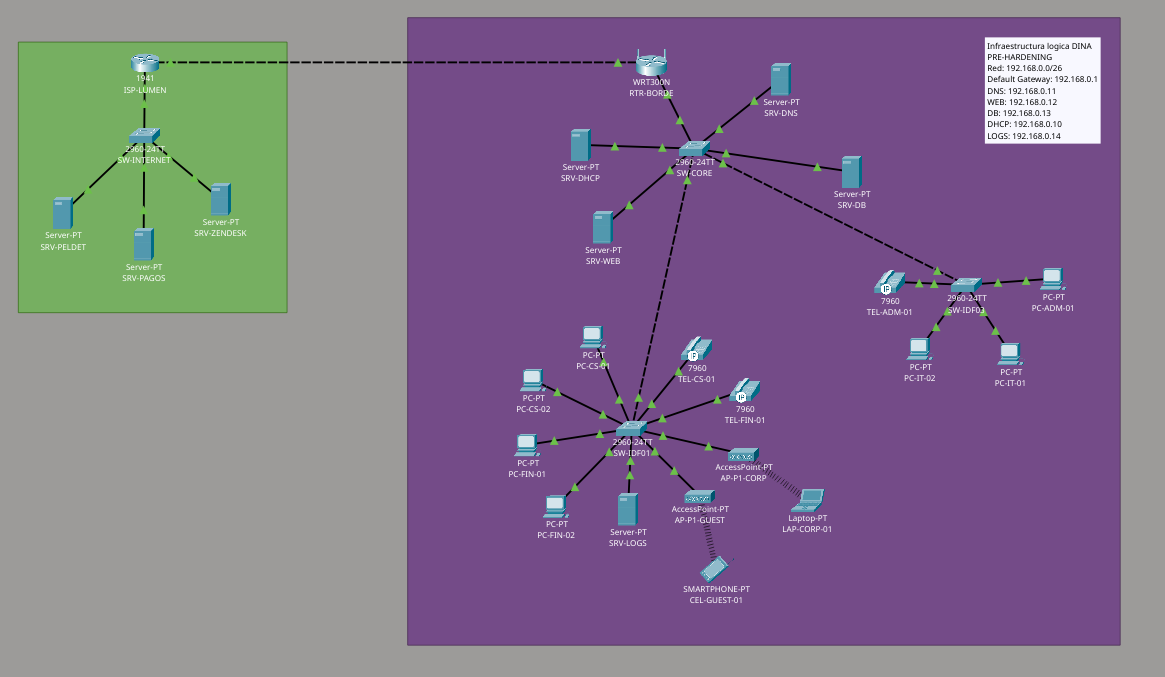 1941
ISP-LUMEN
2960-24TT
SW-INTERNET
Server-PT
SRV-PELDET
Server-PT
SRV-PAGOS
Server-PT
SRV-ZENDESK
WRT300N
RTR-BORDE
Server-PT
SRV-DNS
Infraestructura logica DINA
PRE-HARDENING
Red: 192.168.0.0/26
Default Gateway: 192.168.0.1
DNS: 192.168.0.11
WEB: 192.168.0.12
DB: 192.168.0.13
DHCP: 192.168.0.10
LOGS: 192.168.0.14
Server-PT
SRV-DHCP
2960-24TT
SW-CORE
Server-PT
SRV-DB
Server-PT
SRV-WEB
IP
7960
TEL-ADM-01
2960-24TT
SW-IDF03
PC-PT
PC-ADM-01
PC-PT
PC-IT-02
PC-PT
PC-IT-01
PC-PT
PC-CS-01
IP
7960
TEL-CS-01
PC-PT
PC-CS-02
IP
7960
TEL-FIN-01
2960-24TT
SW-IDF01
PC-PT
PC-FIN-01
AccessPoint-PT
AP-P1-CORP
PC-PT
PC-FIN-02
Server-PT
SRV-LOGS
AccessPoint-PT
AP-P1-GUEST
Laptop-PT
LAP-CORP-01
SMARTPHONE-PT
CEL-GUEST-01